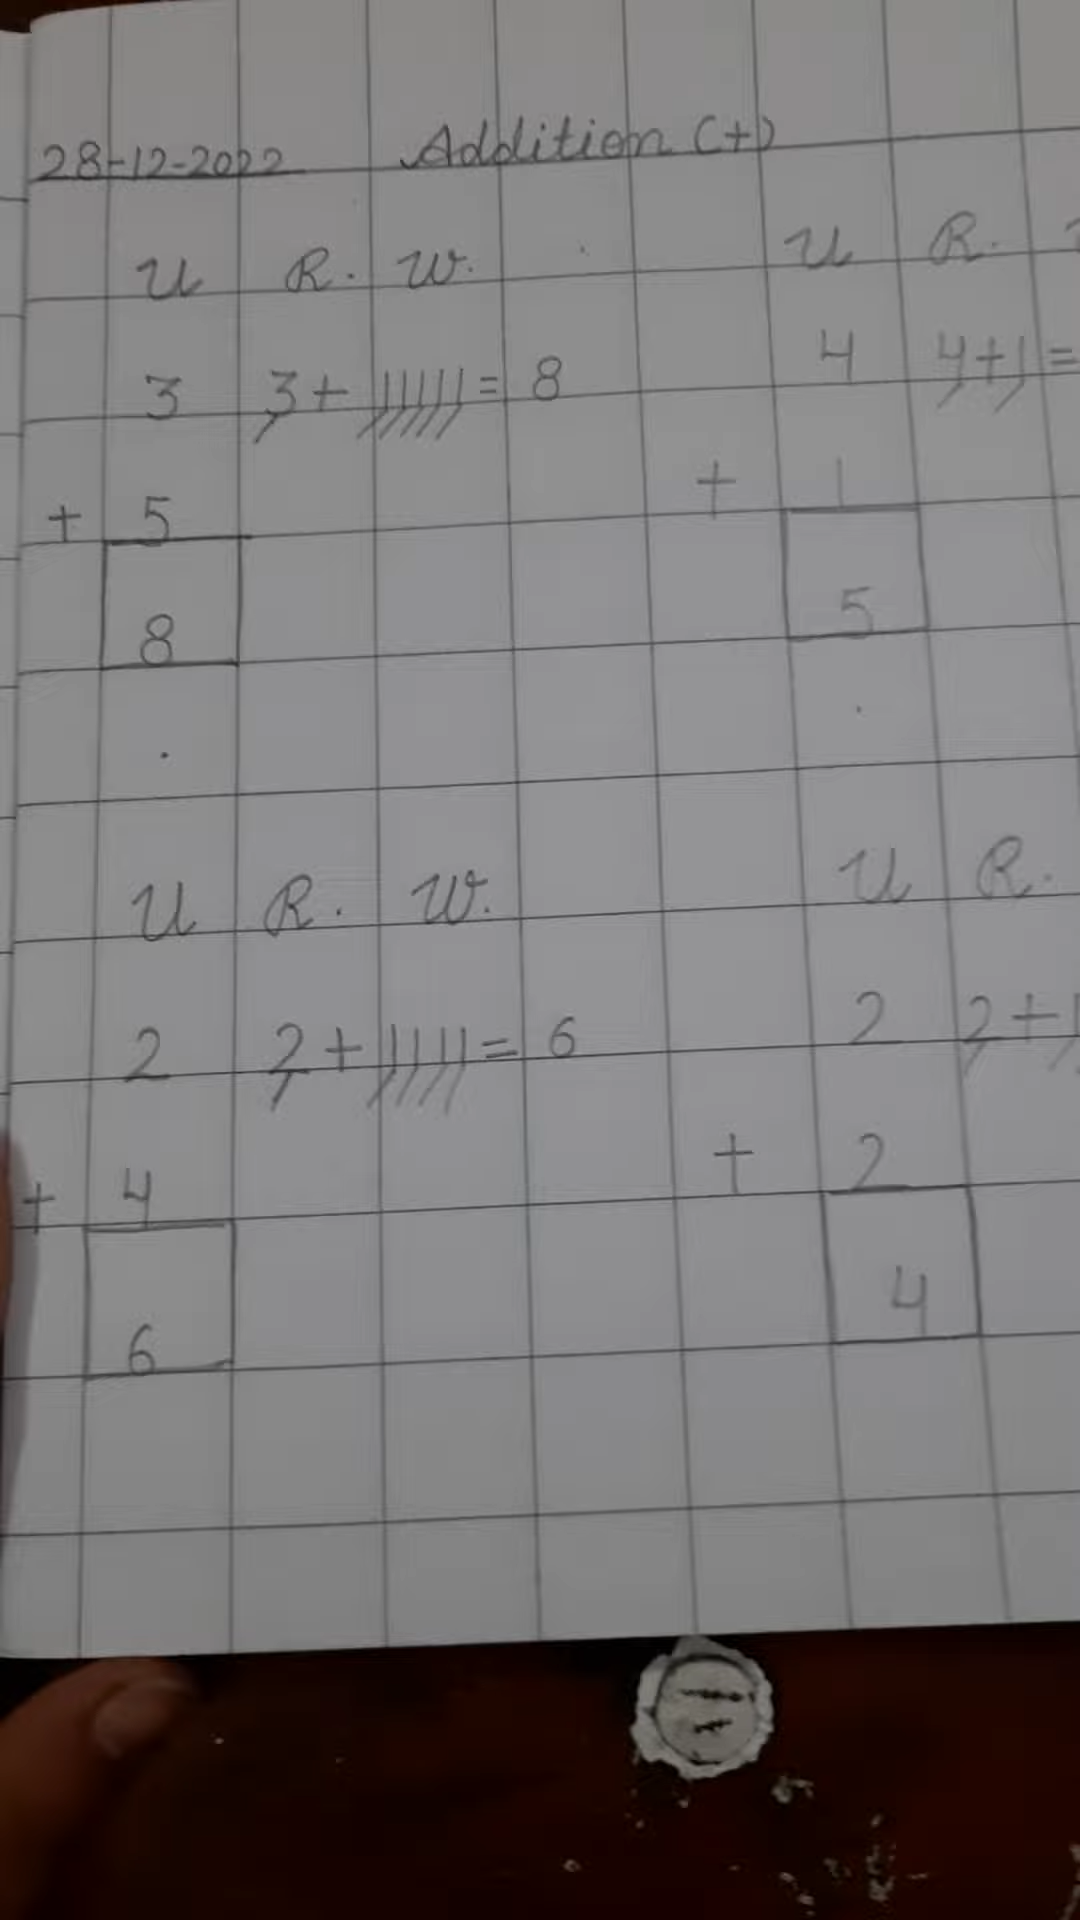 28-12-2022 Addition (+)
U R. W. U R.
3 3+|||||= 8 4 4+| =
+ 5 + 1
8 5
U R. W. U R.
2 2+||||= 6 2 2+
+ 4 + 2
6 4